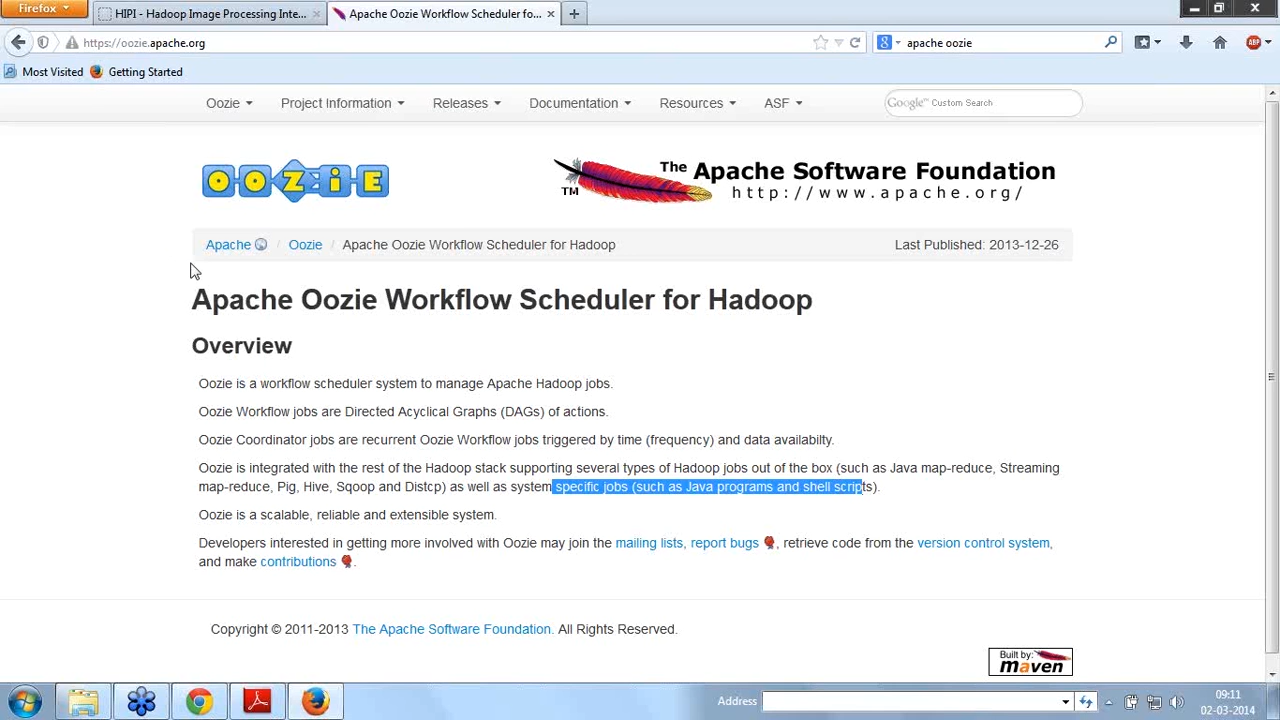 Firefox
HIPI - Hadoop Image Processing Inte...
Apache Oozie Workflow Scheduler fo...
https://oozie.apache.org
apache oozie
ABP
Most Visited
Getting Started
Oozie
Project Information
Releases
Documentation
Resources
ASF
Google™ Custom Search
OOZiE
The Apache Software Foundation
TM
http://www.apache.org/
Apache / Oozie / Apache Oozie Workflow Scheduler for Hadoop
Last Published: 2013-12-26
Apache Oozie Workflow Scheduler for Hadoop
Overview
Oozie is a workflow scheduler system to manage Apache Hadoop jobs.
Oozie Workflow jobs are Directed Acyclical Graphs (DAGs) of actions.
Oozie Coordinator jobs are recurrent Oozie Workflow jobs triggered by time (frequency) and data availabilty.
Oozie is integrated with the rest of the Hadoop stack supporting several types of Hadoop jobs out of the box (such as Java map-reduce, Streaming
map-reduce, Pig, Hive, Sqoop and Distcp) as well as system specific jobs (such as Java programs and shell scripts).
Oozie is a scalable, reliable and extensible system.
Developers interested in getting more involved with Oozie may join the mailing lists, report bugs, retrieve code from the version control system,
and make contributions.
Copyright © 2011-2013 The Apache Software Foundation. All Rights Reserved.
Built by:
maven
Address
09:11
02-03-2014